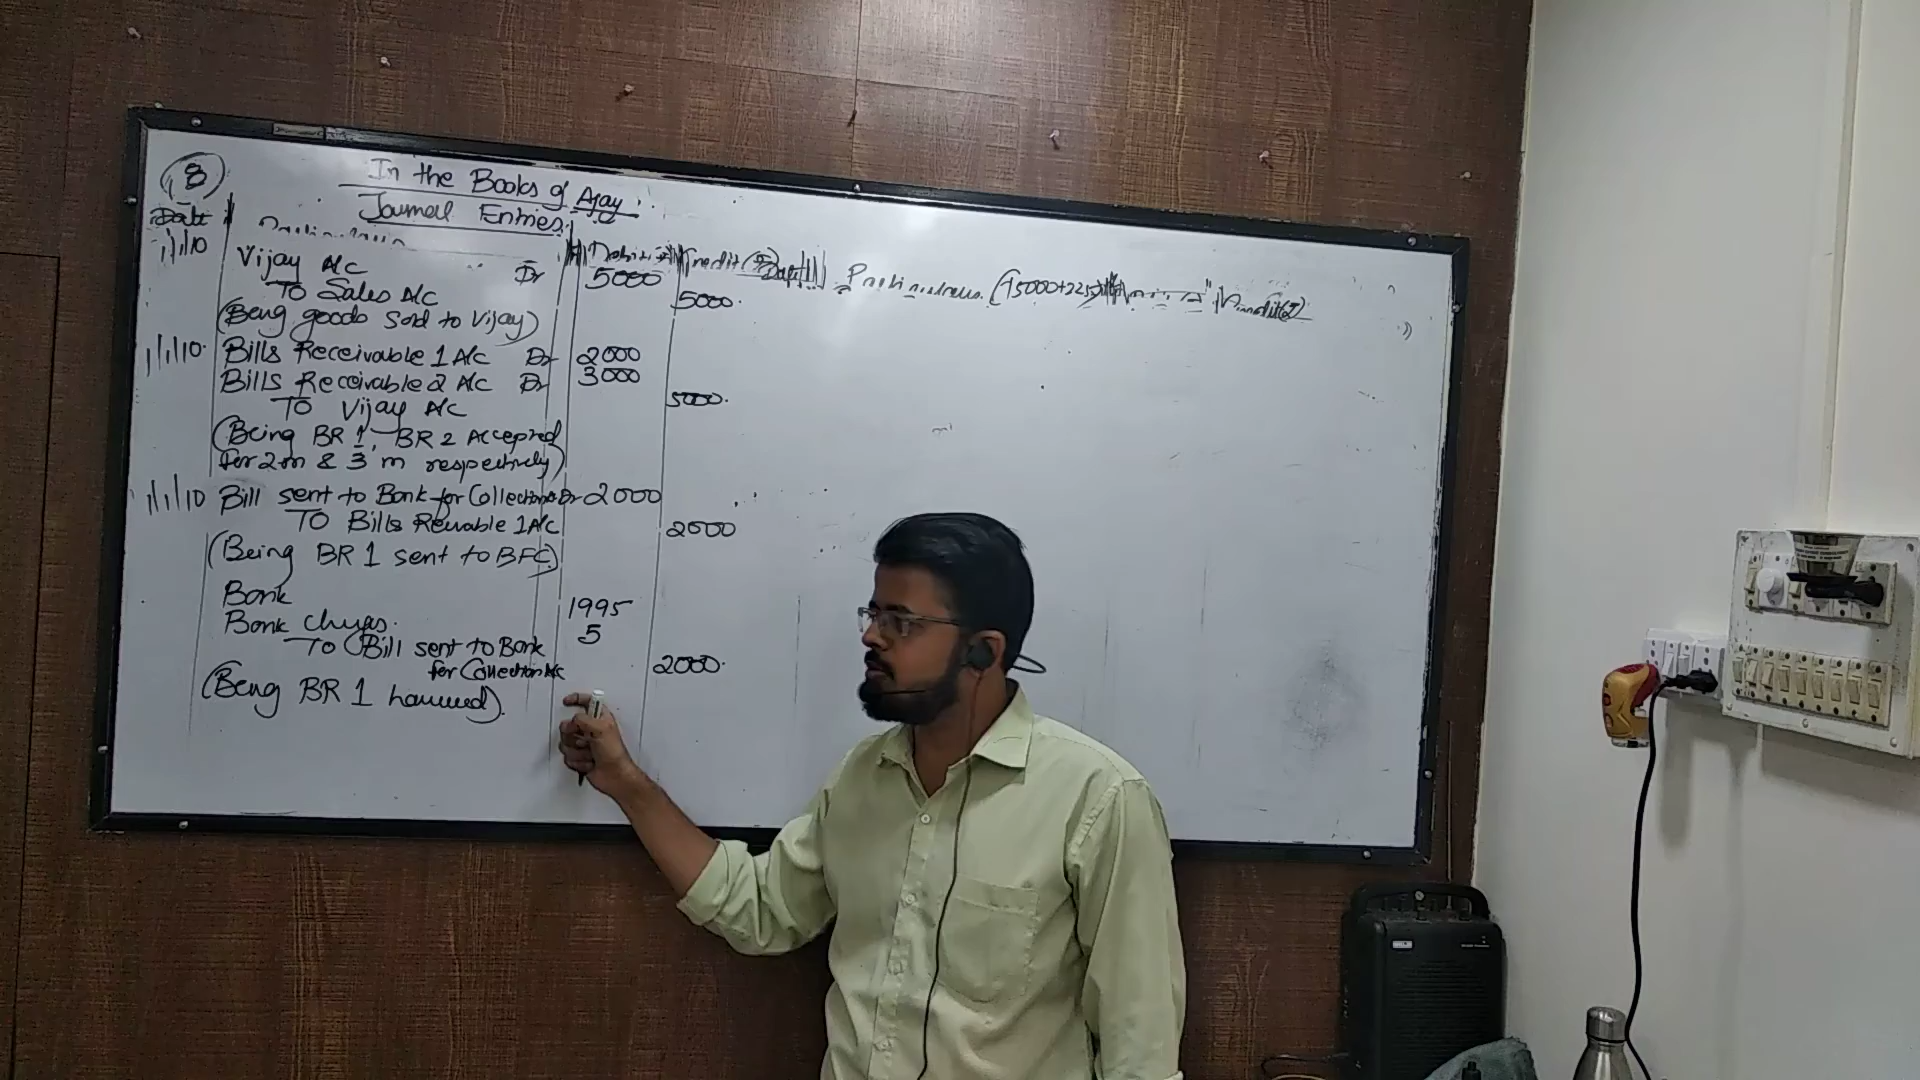 8
In the Books of Ajay
Journal Entries
Date
1/1/10
Vijay A/c Dr 5000
To Sales A/c 5000
(Being goods sold to Vijay)
1/1/10 Bills Receivable 1 A/c Dr 2000
Bills Receivable 2 A/c Dr 3000
To Vijay A/c 5000
(Being BR 1, BR 2 Accepted
for 2m & 3m respectively)
1/1/10 Bill sent to Bank for Collection Dr 2000
To Bills 1 A/c 2000
(Being BR 1 sent to BFC)
Bank 1995
Bank 5
To Bill sent to Bank
for Collection A/c 2000
(Being BR 1